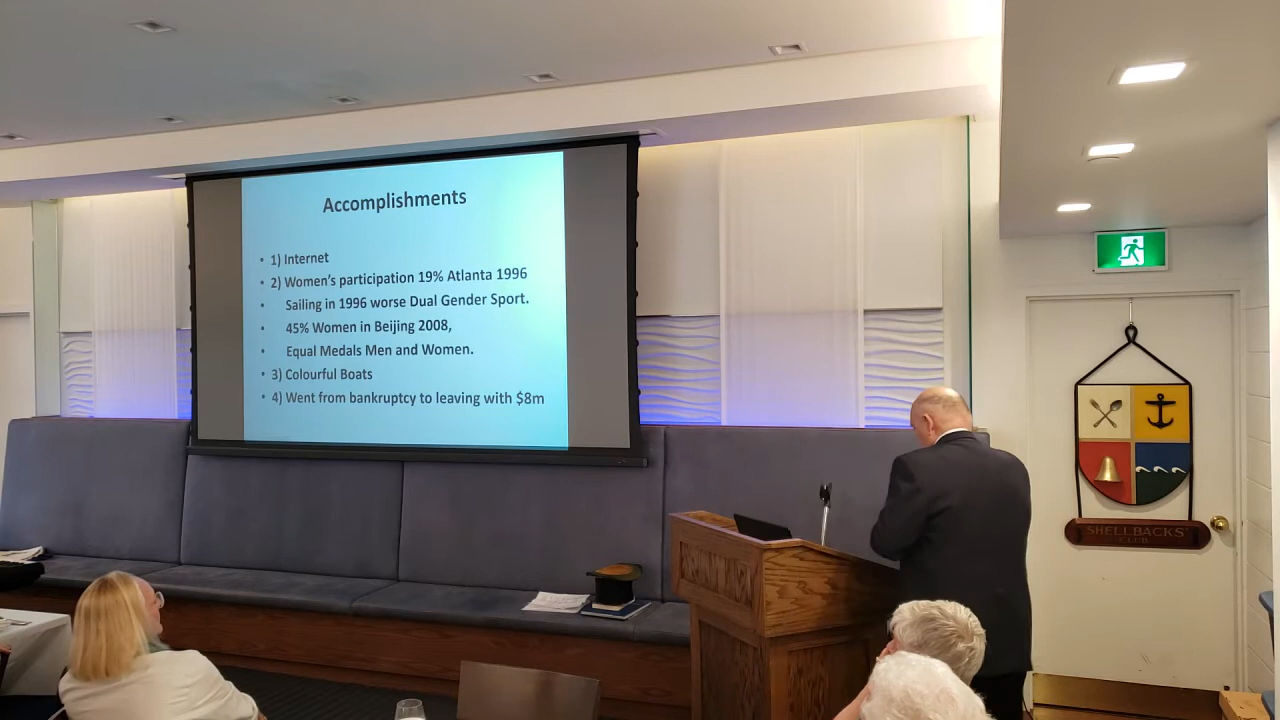 Accomplishments
• 1) Internet
• 2) Women's participation 19% Atlanta 1996
• Sailing in 1996 worse Dual Gender Sport.
• 45% Women in Beijing 2008,
• Equal Medals Men and Women.
• 3) Colourful Boats
• 4) Went from bankruptcy to leaving with $8m
SHELLBACKS'
CLUB